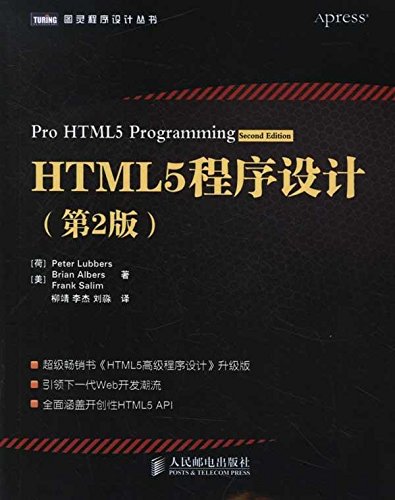 TURING 图灵程序设计丛书
Apress®
Pro HTML5 Programming Second Edition
HTML5程序设计
（第2版）
[荷] Peter Lubbers
[美] Brian Albers 著
Frank Salim
柳靖 李杰 刘淼 译
■ 超级畅销书《HTML5高级程序设计》升级版
■ 引领下一代Web开发潮流
■ 全面涵盖开创性HTML5 API
人民邮电出版社
POSTS & TELECOM PRESS